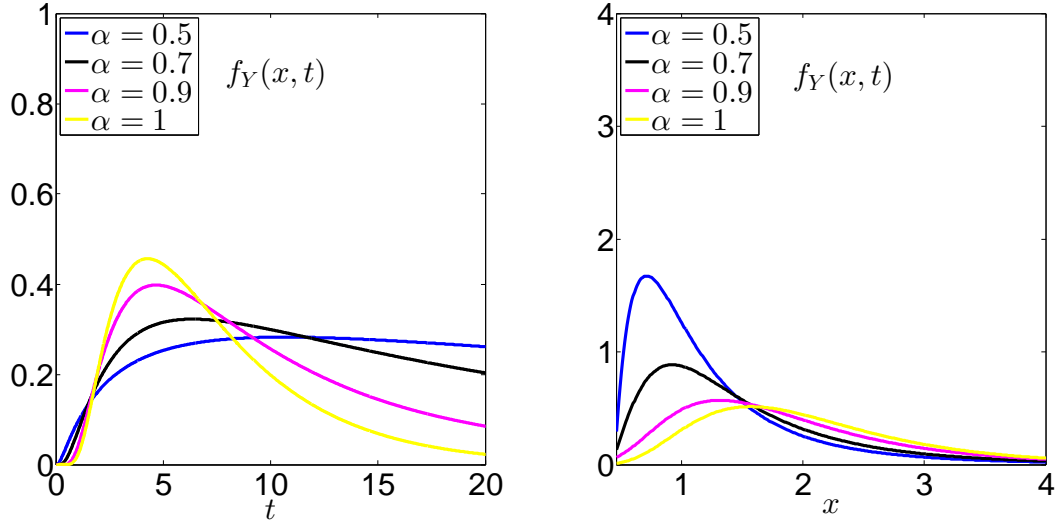 1
0.8
0.6
0.4
0.2
0
α = 0.5
α = 0.7
α = 0.9
α = 1
f_Y(x, t)
0 5 10 15 20
t
4
3
2
1
0
α = 0.5
α = 0.7
α = 0.9
α = 1
f_Y(x, t)
1 2 3 4
x